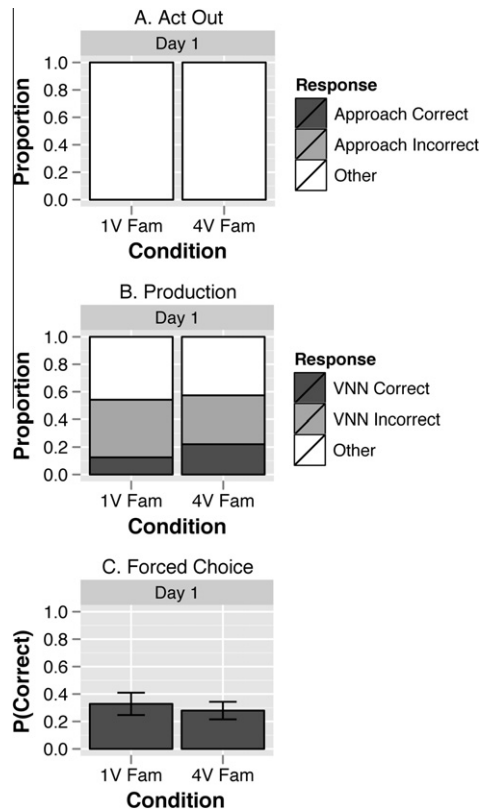 A. Act Out
Day 1
1.0
0.8
0.6
0.4
0.2
0.0
Proportion
1V Fam 4V Fam
Condition
Response
Approach Correct
Approach Incorrect
Other
B. Production
Day 1
1.0
0.8
0.6
0.4
0.2
0.0
Proportion
1V Fam 4V Fam
Condition
Response
VNN Correct
VNN Incorrect
Other
C. Forced Choice
Day 1
1.0
0.8
0.6
0.4
0.2
0.0
P(Correct)
1V Fam 4V Fam
Condition